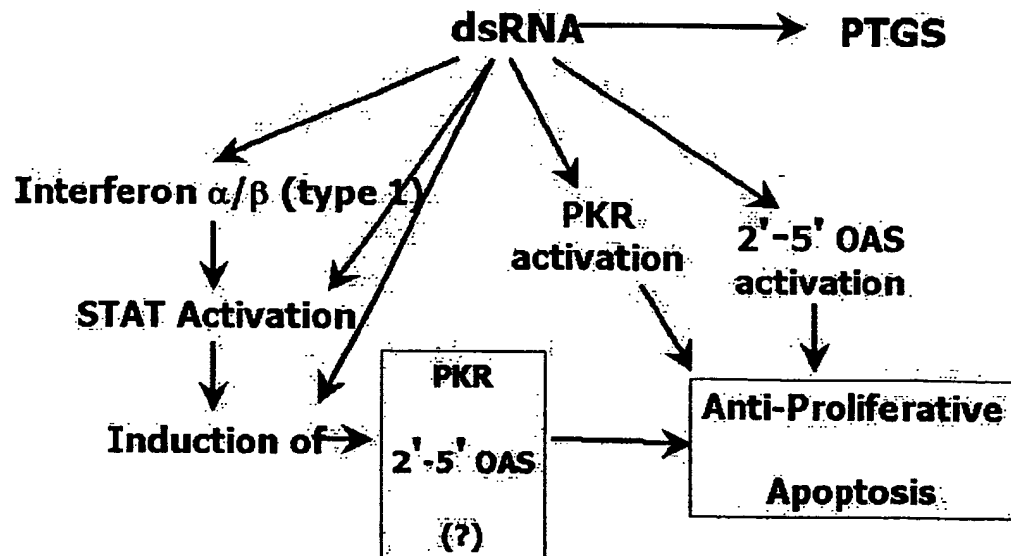 dsRNA
PTGS
Interferon α/β (type 1)
PKR
activation
2'-5' OAS
activation
STAT Activation
Induction of
PKR
2'-5' OAS
(?)
Anti-Proliferative
Apoptosis